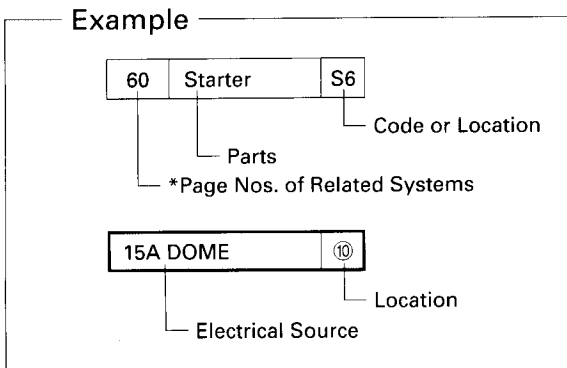 Example
60 Starter S6
Code or Location
Parts
*Page Nos. of Related Systems
15A DOME ⑩
Location
Electrical Source